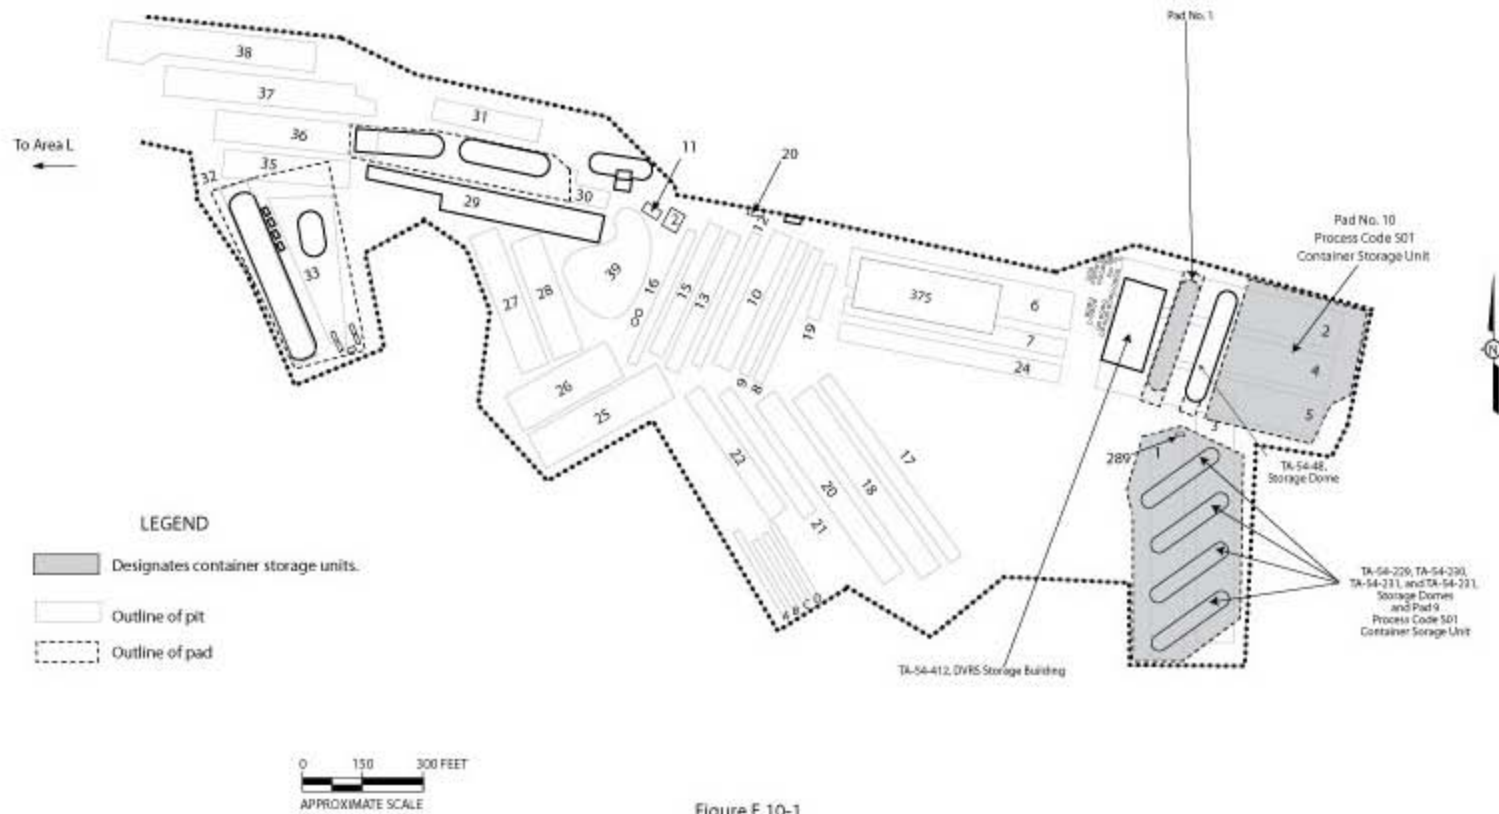 Pad No. 1
38
37
31
36
To Area L
11
20
35
32
30
29
2
12
Pad No. 10
Process Code S01
Container Storage Unit
33
39
27
28
16
15
13
10
375
6
2
19
7
24
4
9
8
26
25
5
3
289
1
22
17
TA-54-48,
Storage Dome
20
18
21
LEGEND
Designates container storage units.
Outline of pit
Outline of pad
A B C D
TA-54-229, TA-54-230,
TA-54-231, and TA-54-231,
Storage Domes
and Pad 9
Process Code S01
Container Sorage Unit
TA-54-412, DVRS Storage Building
N
0 150 300 FEET
APPROXIMATE SCALE
Figure F.10-1